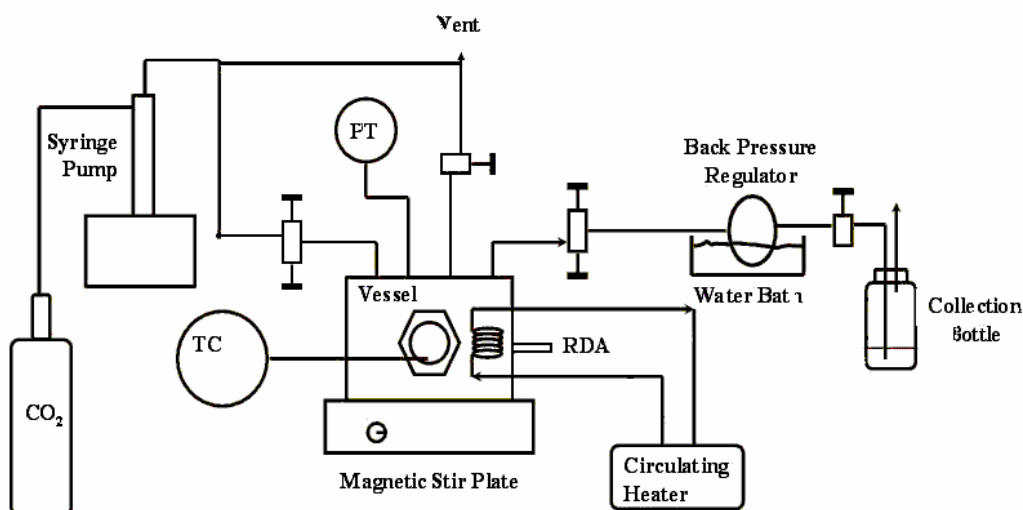 Vent
Syringe
Pump
PT
Back Pressure
Regulator
Vessel
Water Bath
Collection
Bottle
TC
RDA
CO₂
Circulating
Heater
Magnetic Stir Plate